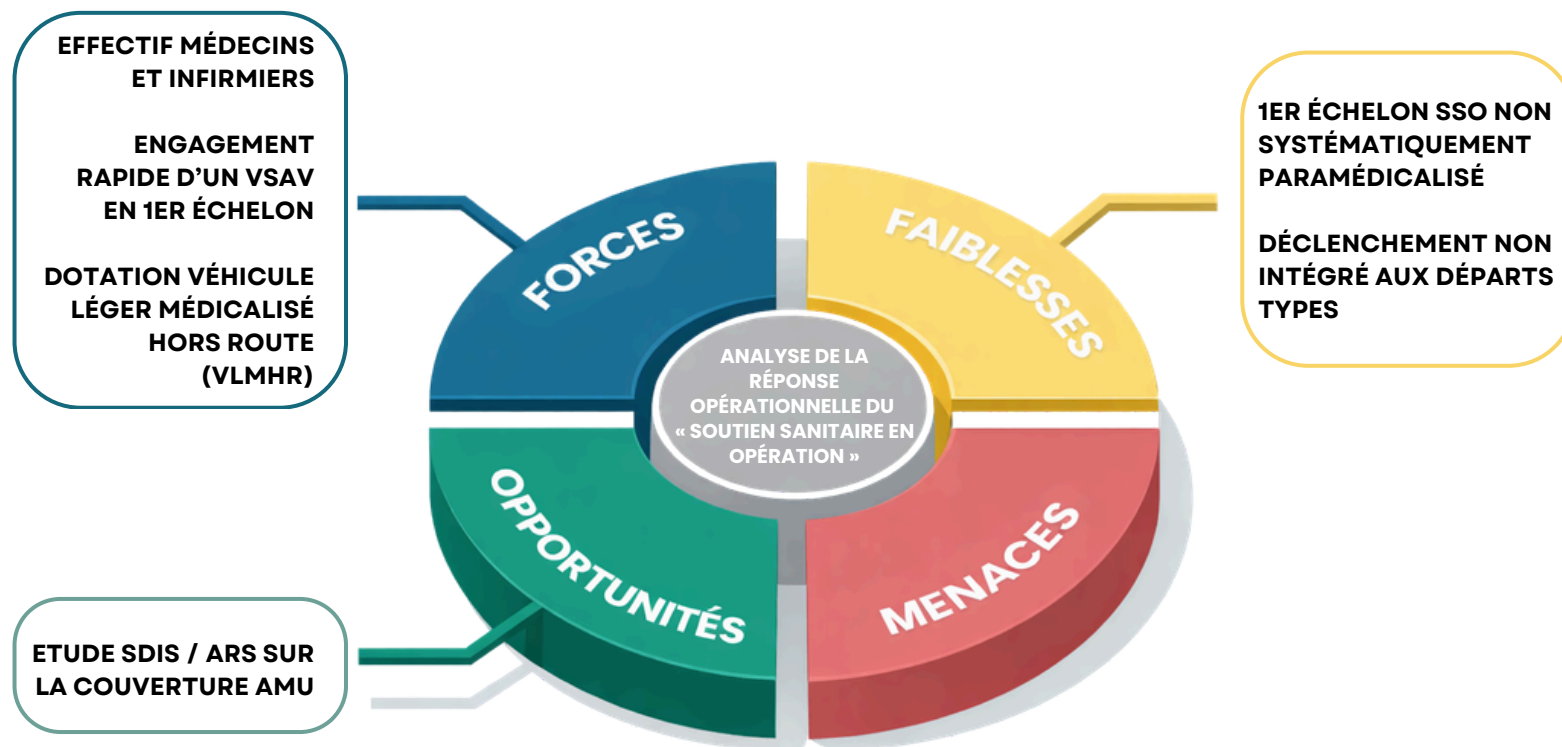 EFFECTIF MÉDECINS
ET INFIRMIERS
ENGAGEMENT
RAPIDE D’UN VSAV
EN 1ER ÉCHELON
DOTATION VÉHICULE
LÉGER MÉDICALISÉ
HORS ROUTE
(VLMHR)
1ER ÉCHELON SSO NON
SYSTÉMATIQUEMENT
PARAMÉDICALISÉ
DÉCLENCHEMENT NON
INTÉGRÉ AUX DÉPARTS
TYPES
FORCES
FAIBLESSES
ANALYSE DE LA
RÉPONSE
OPÉRATIONNELLE DU
« SOUTIEN SANITAIRE EN
OPÉRATION »
OPPORTUNITÉS
MENACES
ETUDE SDIS / ARS SUR
LA COUVERTURE AMU